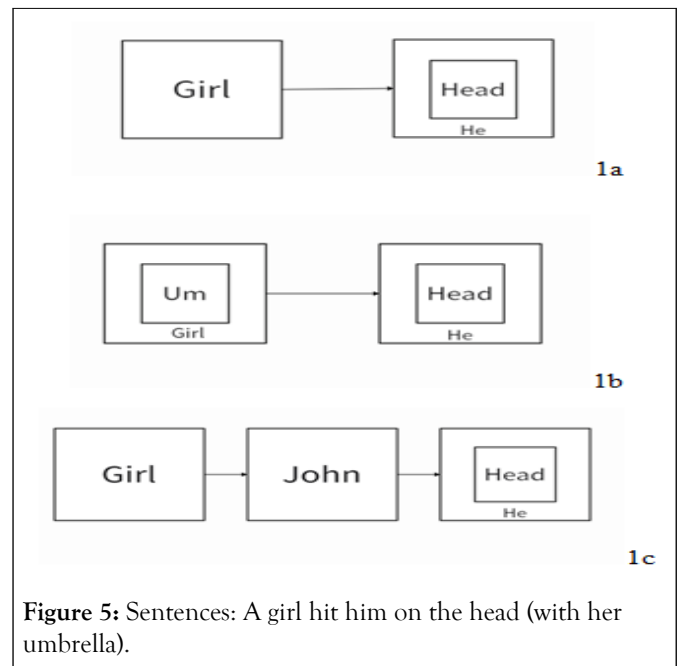 Girl
Head
He
1a
Um
Girl
Head
He
1b
Girl
John
Head
He
1c
Figure 5: Sentences: A girl hit him on the head (with her
umbrella).